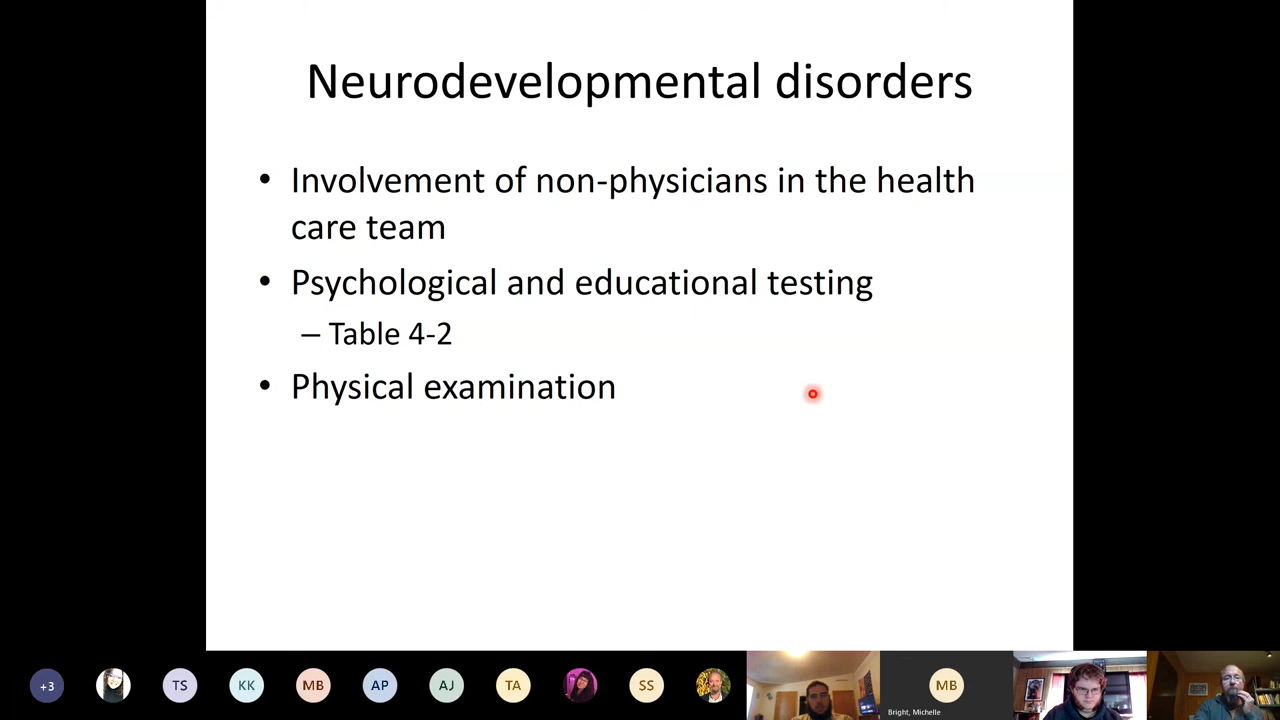 Neurodevelopmental disorders
• Involvement of non-physicians in the health
care team
• Psychological and educational testing
– Table 4-2
• Physical examination
+3 TS KK MB AP AJ TA SS MB
Bright, Michelle